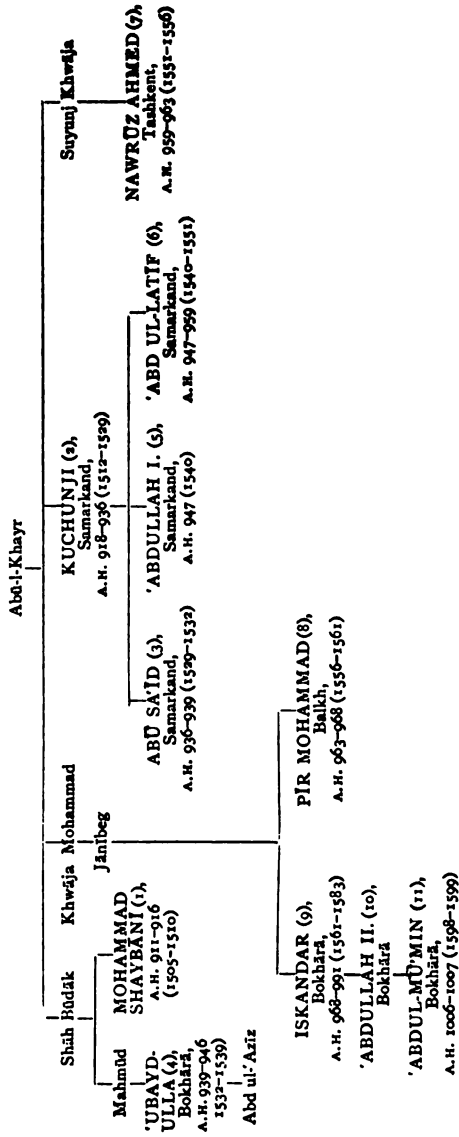 Abū-l-Khayr
Shāh Būdāk
Khwāja Mohammad
KUCHUNJI (2),
Samarkand,
A.H. 918–936 (1512–1529)
Suyunj Khwāja
Mahmūd
MOHAMMAD
SHAYBĀNĪ (1),
A.H. 911–916
(1505–1510)
Jānībeg
ABŪ SA'ĪD (3),
Samarkand,
A.H. 936–939 (1529–1532)
'ABDULLAH I. (5),
Samarkand,
A.H. 947 (1540)
'ABD UL-LATĪF (6),
Samarkand,
A.H. 947–959 (1540–1551)
NAWRŪZ AHMED (7),
Tashkent,
A.H. 959–963 (1551–1556)
'UBAYD-
ULLA (4),
Bokhārā,
A.H. 939–946
1532–1539)
Abd ul-'Azīz
ISKANDAR (9),
Bokhārā,
A.H. 968–991 (1561–1583)
PĪR MOHAMMAD (8),
Balkh,
A.H. 963–968 (1556–1561)
'ABDULLAH II. (10),
Bokhārā
'ABDUL-MŪ'MIN (11),
Bokhārā,
A.H. 1006–1007 (1598–1599)